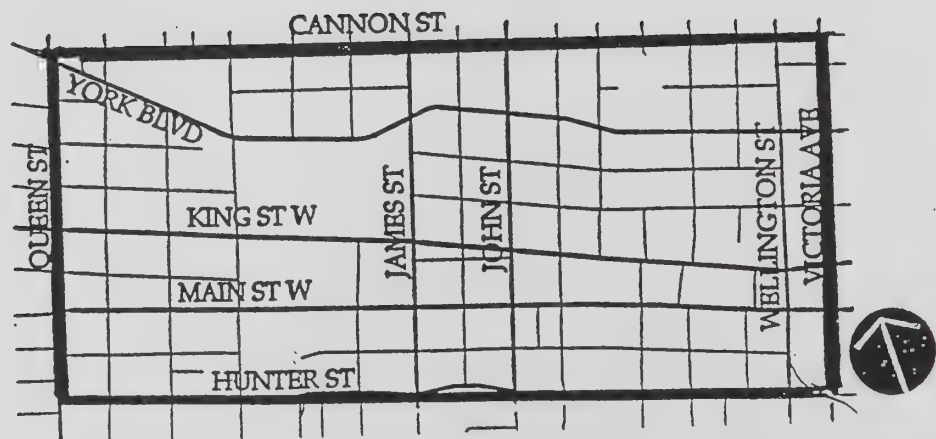 CANNON ST
YORK BLVD
QUEEN ST
KING ST W
JAMES ST
JOHN ST
WELLINGTON ST
VICTORIA AVE
MAIN ST W
HUNTER ST